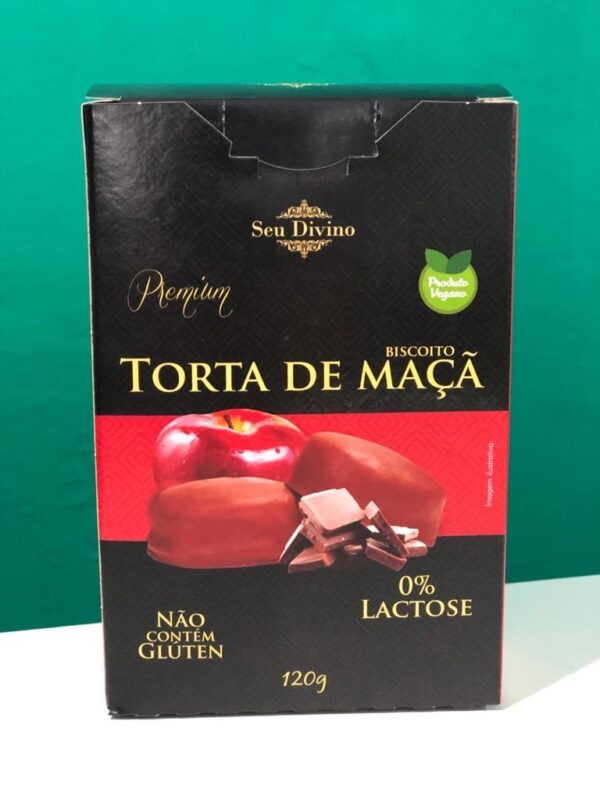 Seu Divino
Premium
Produto
Vegano
BISCOITO
TORTA DE MAÇÃ
Imagem ilustrativa.
0%
LACTOSE
NÃO
CONTÉM
GLÚTEN
120g